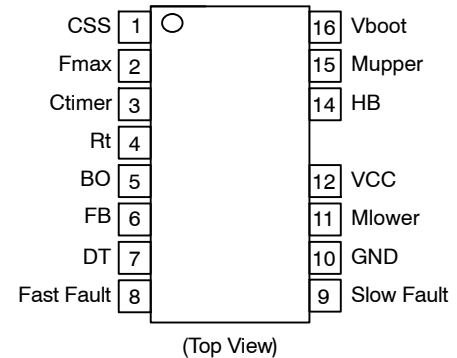 CSS 1 16 Vboot
Fmax 2 15 Mupper
Ctimer 3 14 HB
Rt 4
BO 5 12 VCC
FB 6 11 Mlower
DT 7 10 GND
Fast Fault 8 9 Slow Fault
(Top View)